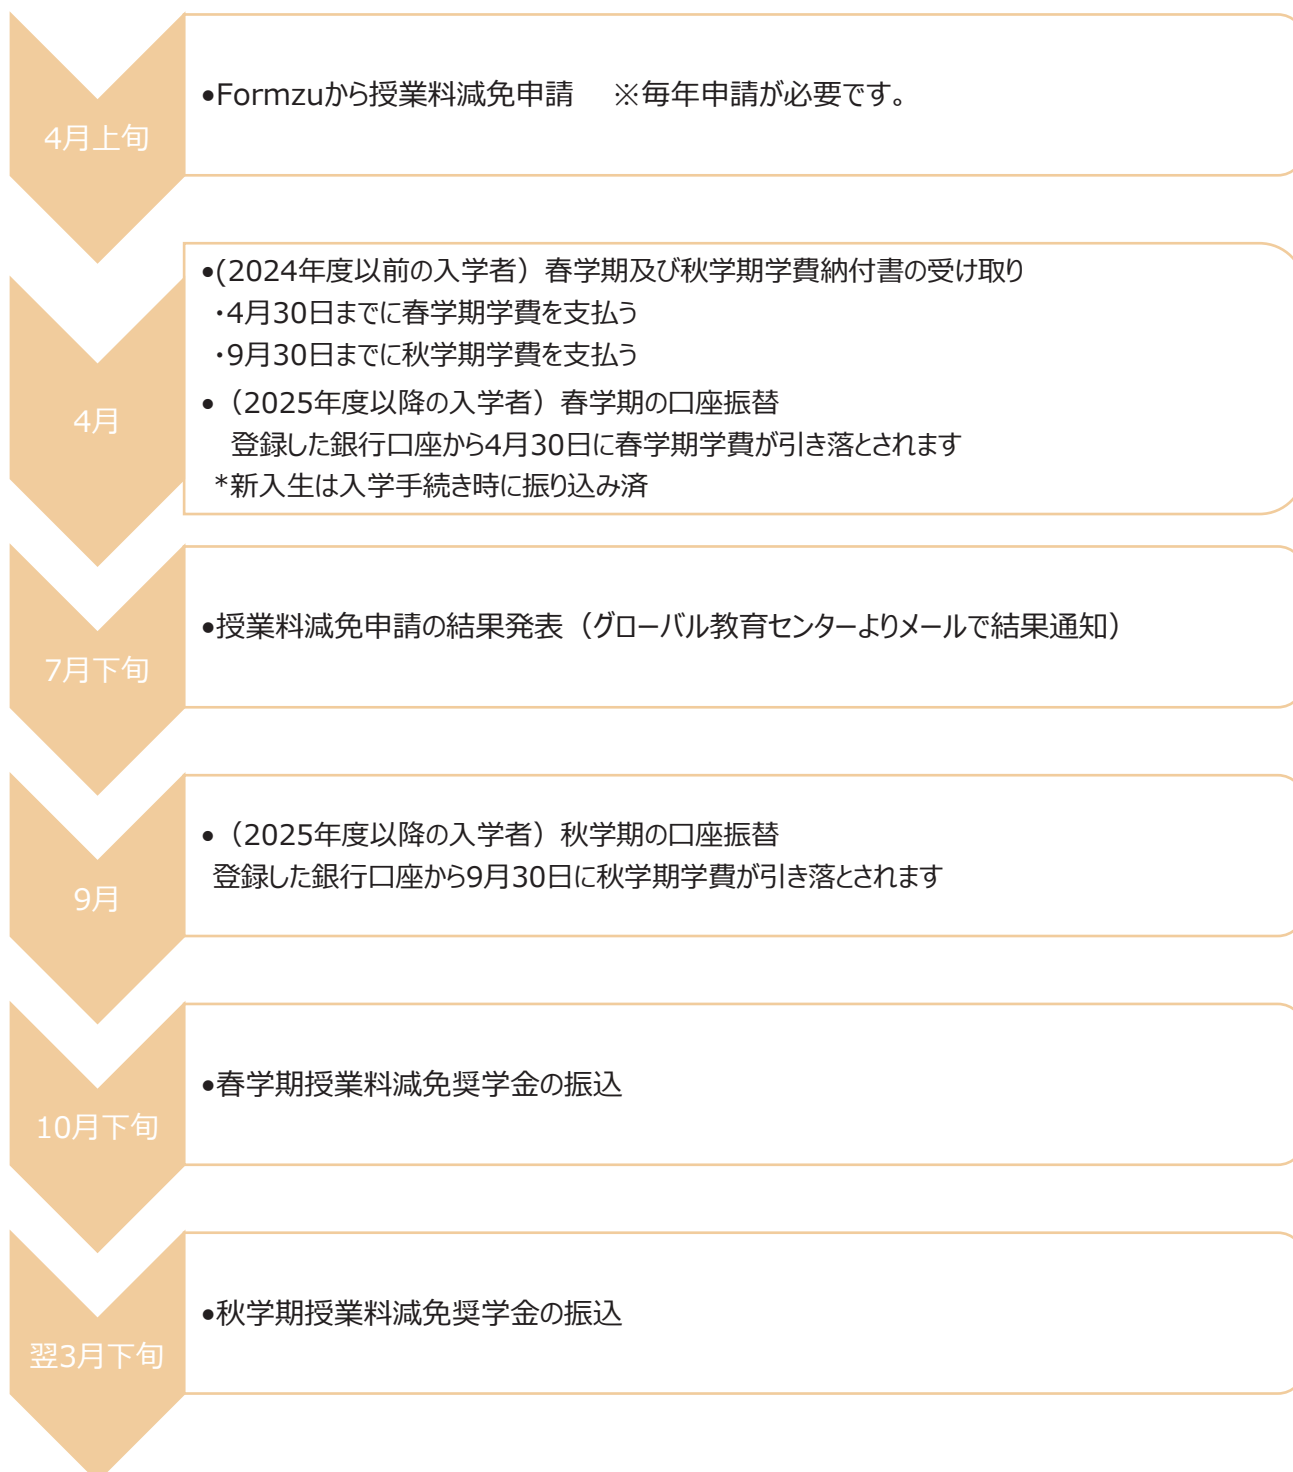 4月上旬
•Formzuから授業料減免申請　※毎年申請が必要です。
4月
•(2024年度以前の入学者）春学期及び秋学期学費納付書の受け取り
・4月30日までに春学期学費を支払う
・9月30日までに秋学期学費を支払う
•（2025年度以降の入学者）春学期の口座振替
登録した銀行口座から4月30日に春学期学費が引き落とされます
*新入生は入学手続き時に振り込み済
7月下旬
•授業料減免申請の結果発表（グローバル教育センターよりメールで結果通知）
9月
•（2025年度以降の入学者）秋学期の口座振替
登録した銀行口座から9月30日に秋学期学費が引き落とされます
10月下旬
•春学期授業料減免奨学金の振込
翌3月下旬
•秋学期授業料減免奨学金の振込